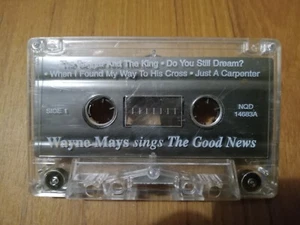 The Beggar And The King • Do You Still Dream?
• When I Found My Way To His Cross • Just A Carpenter
SIDE 1
NQD
14683A
Wayne Mays sings The Good News